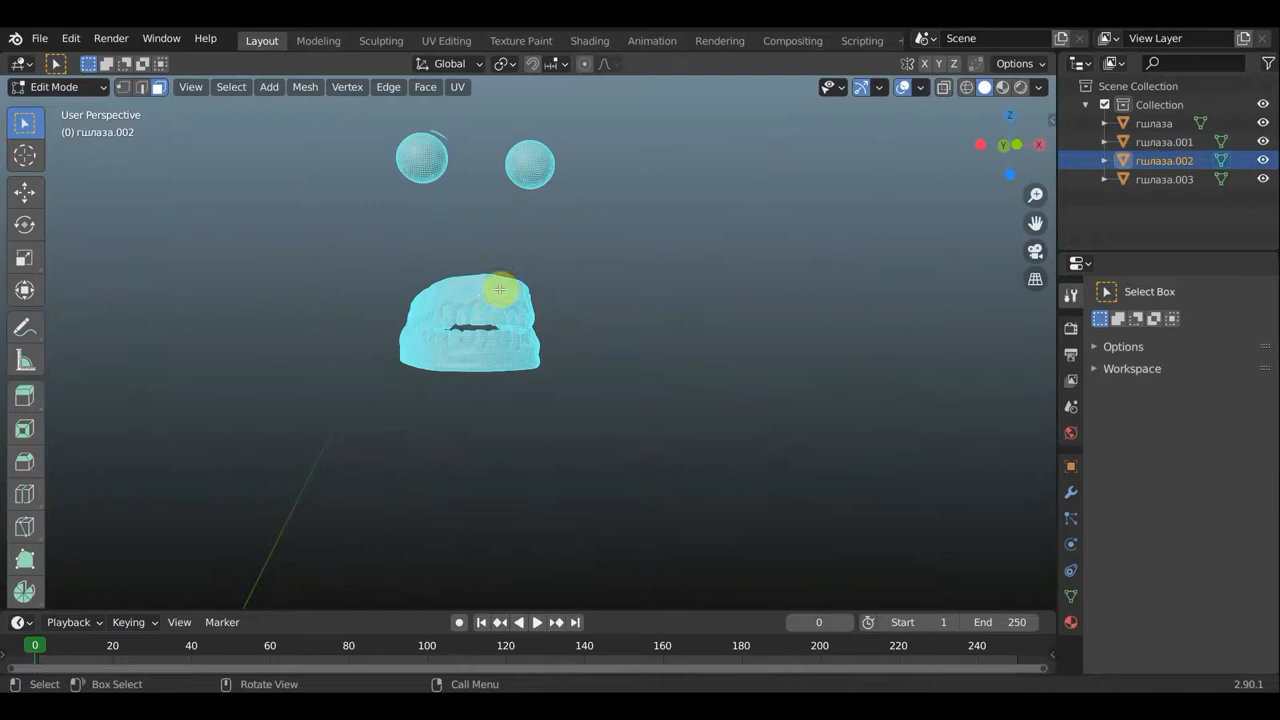 File Edit Render Window Help
Layout Modeling Sculpting UV Editing Texture Paint Shading Animation Rendering Compositing Scripting
Scene
View Layer
Global
Options
Edit Mode
View Select Add Mesh Vertex Edge Face UV
User Perspective
(0) гшлаза.002
Z
Y
X
X Y Z
Scene Collection
Collection
гшлаза
гшлаза.001
гшлаза.002
гшлаза.003
Select Box
Options
Workspace
Playback Keying View Marker
0
Start 1
End 250
0 20 40 60 80 100 120 140 160 180 200 220 240
Select
Box Select
Rotate View
Call Menu
2.90.1